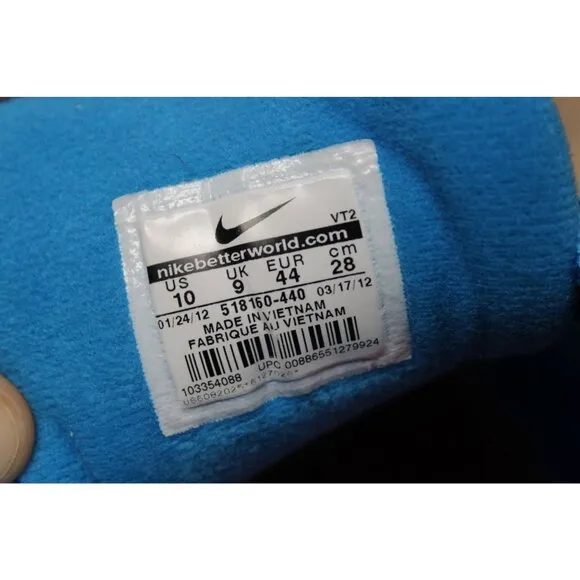 VT2
nikebetterworld.com
US UK EUR cm
10 9 44 28
01/24/12 518160-440 03/17/12
MADE IN VIETNAM
FABRIQUE AU VIETNAM
103354088 UPC 00886551279924